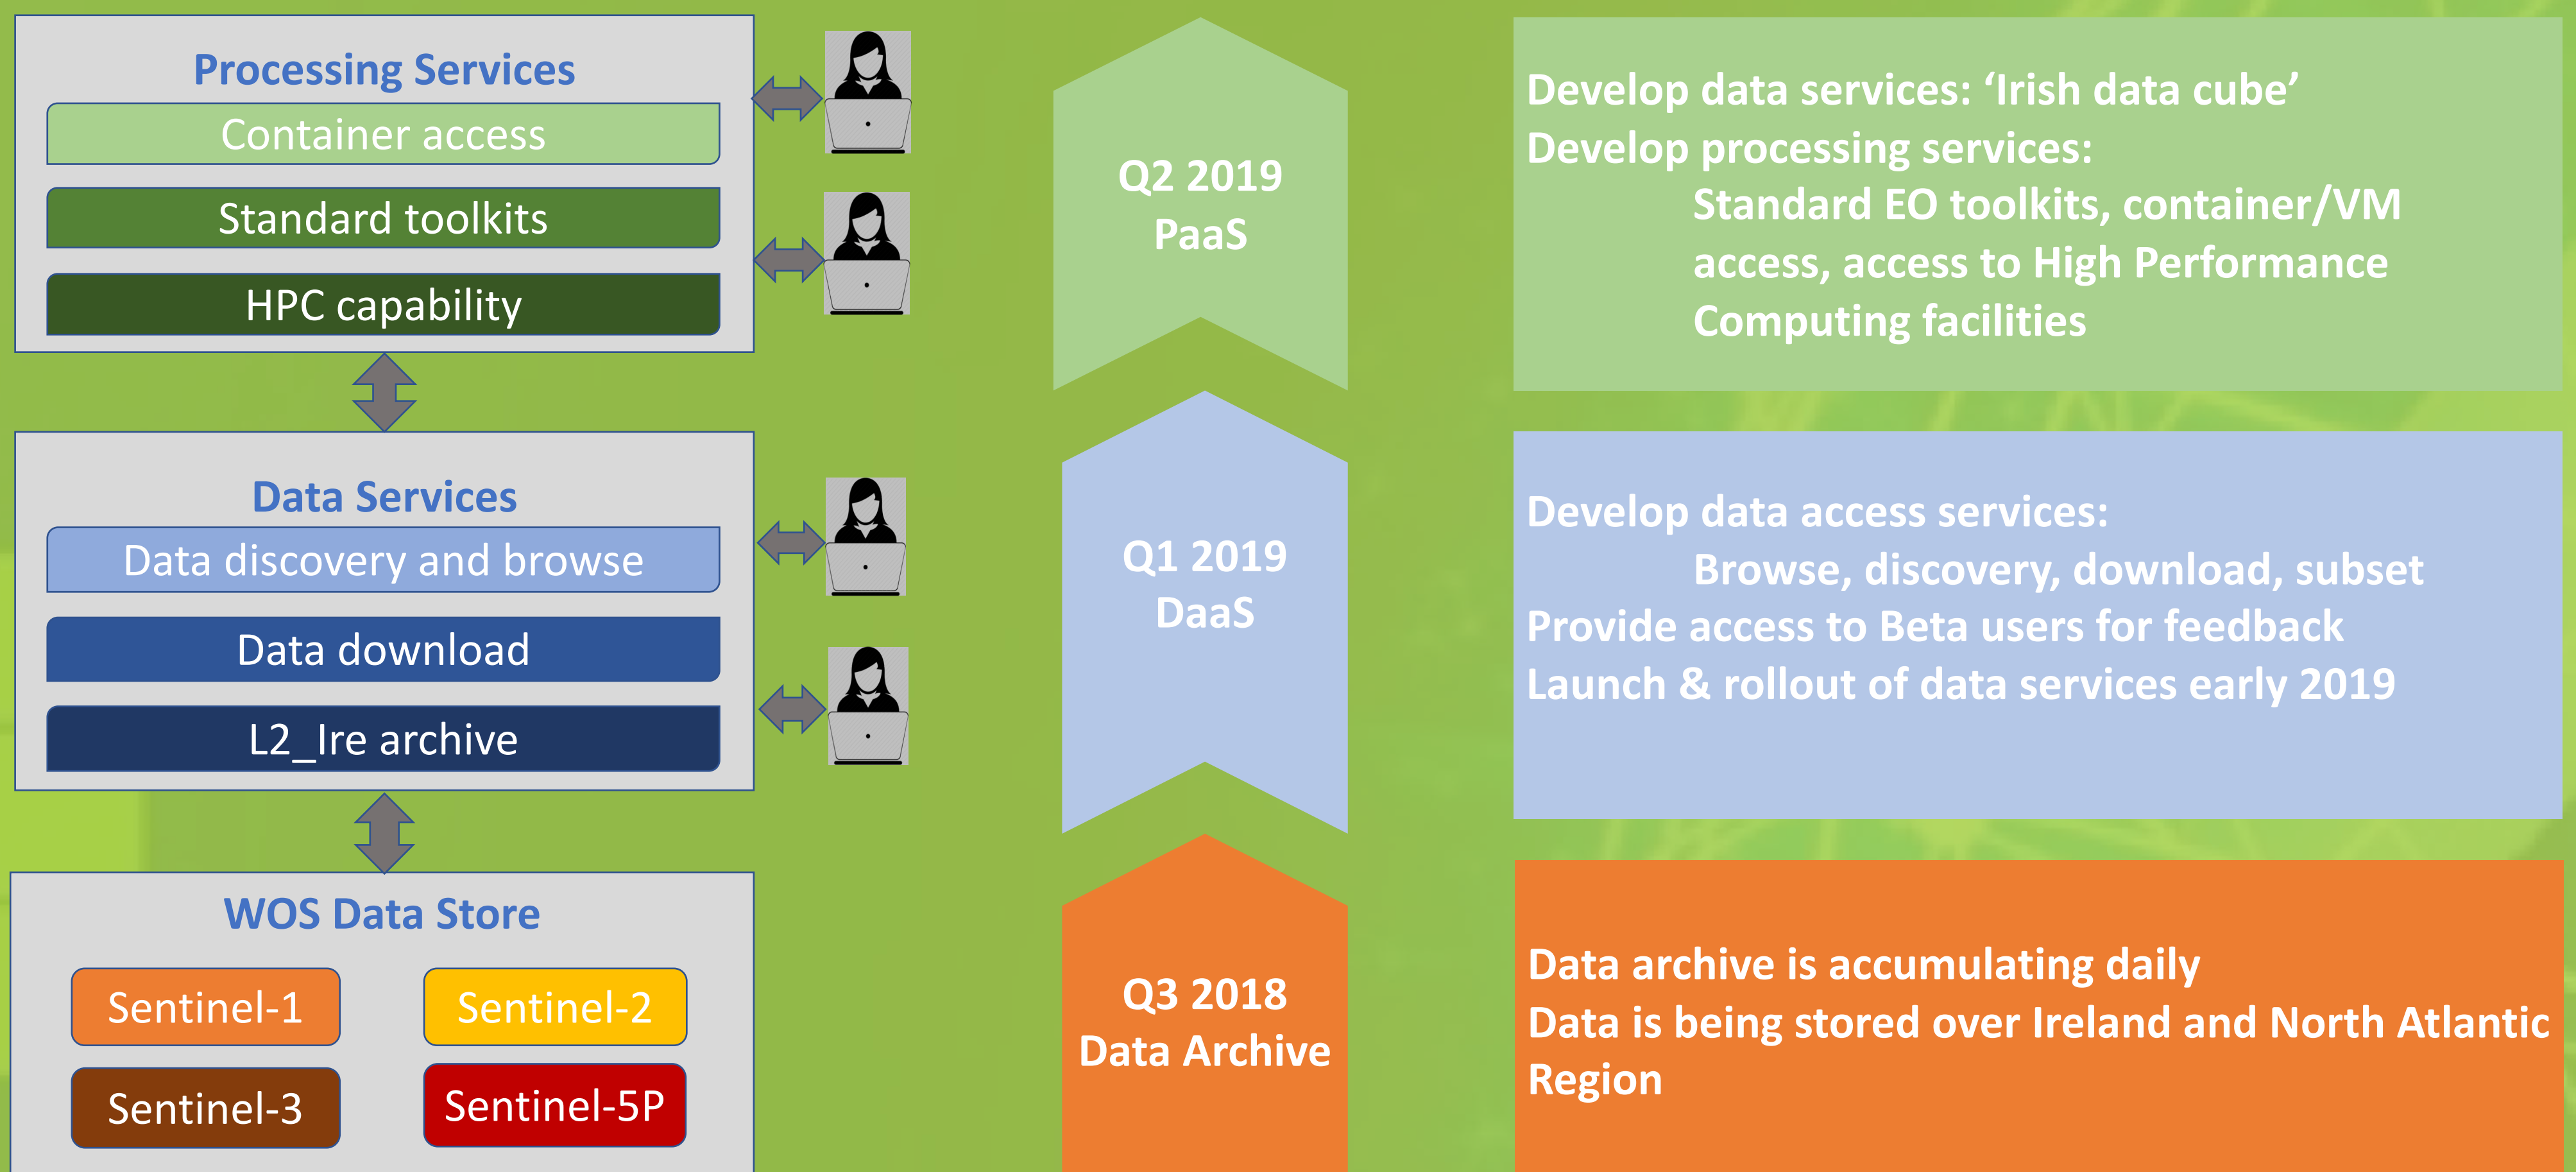 Processing Services
Container access
Standard toolkits
HPC capability
Data Services
Data discovery and browse
Data download
L2_Ire archive
WOS Data Store
Sentinel-1
Sentinel-2
Sentinel-3
Sentinel-5P
Q2 2019
PaaS
Q1 2019
DaaS
Q3 2018
Data Archive
Develop data services: ‘Irish data cube’
Develop processing services:
Standard EO toolkits, container/VM
access, access to High Performance
Computing facilities
Develop data access services:
Browse, discovery, download, subset
Provide access to Beta users for feedback
Launch & rollout of data services early 2019
Data archive is accumulating daily
Data is being stored over Ireland and North Atlantic
Region